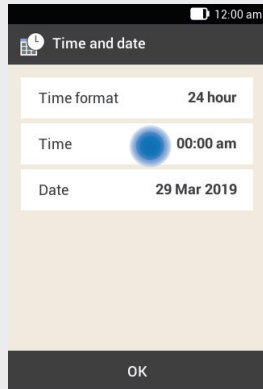 12:00 am
Time and date
Time format 24 hour
Time 00:00 am
Date 29 Mar 2019
OK